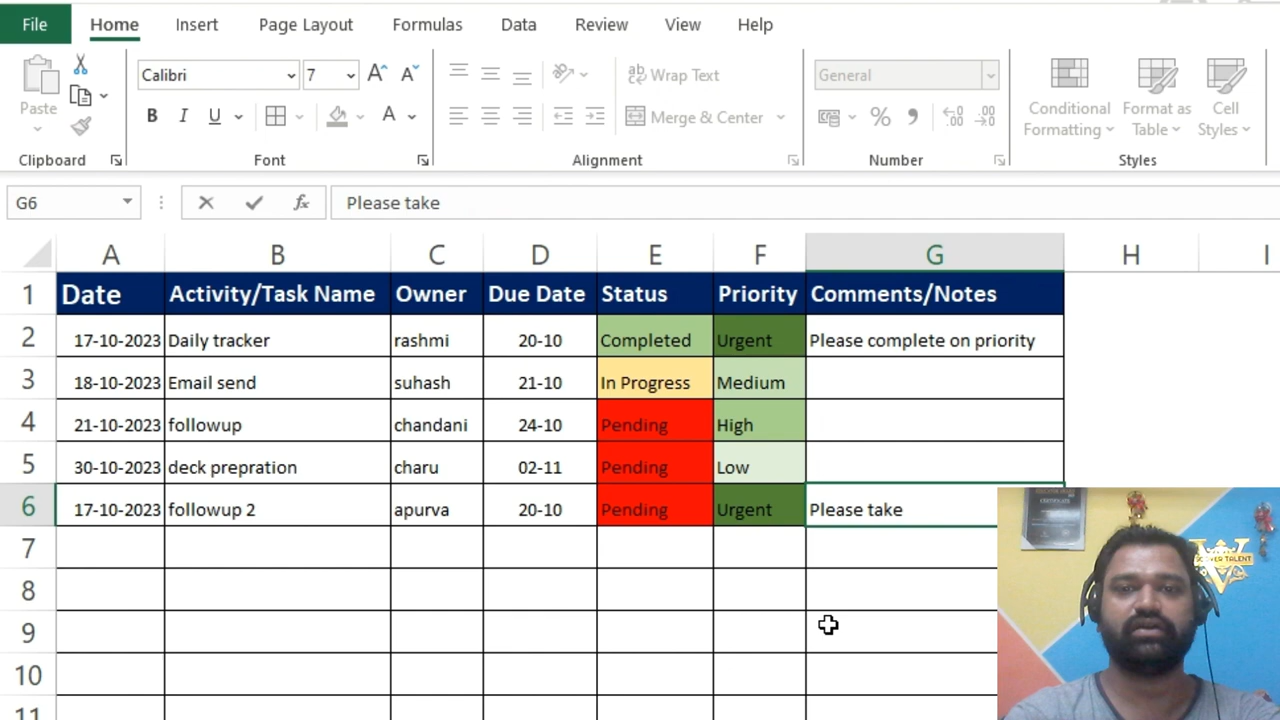 File Home Insert Page Layout Formulas Data Review View Help
Calibri 7 A A ab Wrap Text General
Paste B I U A Merge & Center % Conditional Formatting Format as Table Cell Styles
Clipboard Font Alignment Number Styles
G6 fx Please take
A B C D E F G H I
1 Date Activity/Task Name Owner Due Date Status Priority Comments/Notes
2 17-10-2023 Daily tracker rashmi 20-10 Completed Urgent Please complete on priority
3 18-10-2023 Email send suhash 21-10 In Progress Medium
4 21-10-2023 followup chandani 24-10 Pending High
5 30-10-2023 deck prepration charu 02-11 Pending Low
6 17-10-2023 followup 2 apurva 20-10 Pending Urgent Please take
7
8
9
10
11